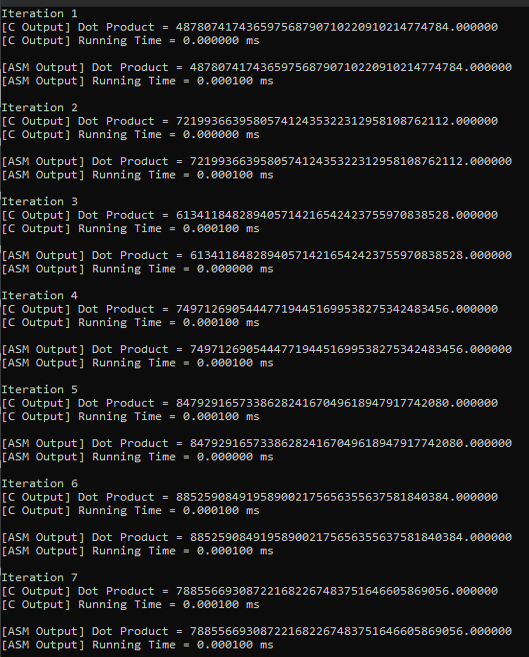 Iteration 1
[C Output] Dot Product = 487807417436597568790710220910214774784.000000
[C Output] Running Time = 0.000000 ms
[ASM Output] Dot Product = 487807417436597568790710220910214774784.000000
[ASM Output] Running Time = 0.000100 ms
Iteration 2
[C Output] Dot Product = 721993663958057412435322312958108762112.000000
[C Output] Running Time = 0.000000 ms
[ASM Output] Dot Product = 721993663958057412435322312958108762112.000000
[ASM Output] Running Time = 0.000100 ms
Iteration 3
[C Output] Dot Product = 613411848289405714216542423755970838528.000000
[C Output] Running Time = 0.000100 ms
[ASM Output] Dot Product = 613411848289405714216542423755970838528.000000
[ASM Output] Running Time = 0.000000 ms
Iteration 4
[C Output] Dot Product = 749712690544477194451699538275342483456.000000
[C Output] Running Time = 0.000100 ms
[ASM Output] Dot Product = 749712690544477194451699538275342483456.000000
[ASM Output] Running Time = 0.000100 ms
Iteration 5
[C Output] Dot Product = 847929165733862824167049618947917742080.000000
[C Output] Running Time = 0.000100 ms
[ASM Output] Dot Product = 847929165733862824167049618947917742080.000000
[ASM Output] Running Time = 0.000000 ms
Iteration 6
[C Output] Dot Product = 885259084919589002175656355637581840384.000000
[C Output] Running Time = 0.000100 ms
[ASM Output] Dot Product = 885259084919589002175656355637581840384.000000
[ASM Output] Running Time = 0.000100 ms
Iteration 7
[C Output] Dot Product = 788556693087221682267483751646605869056.000000
[C Output] Running Time = 0.000100 ms
[ASM Output] Dot Product = 788556693087221682267483751646605869056.000000
[ASM Output] Running Time = 0.000100 ms